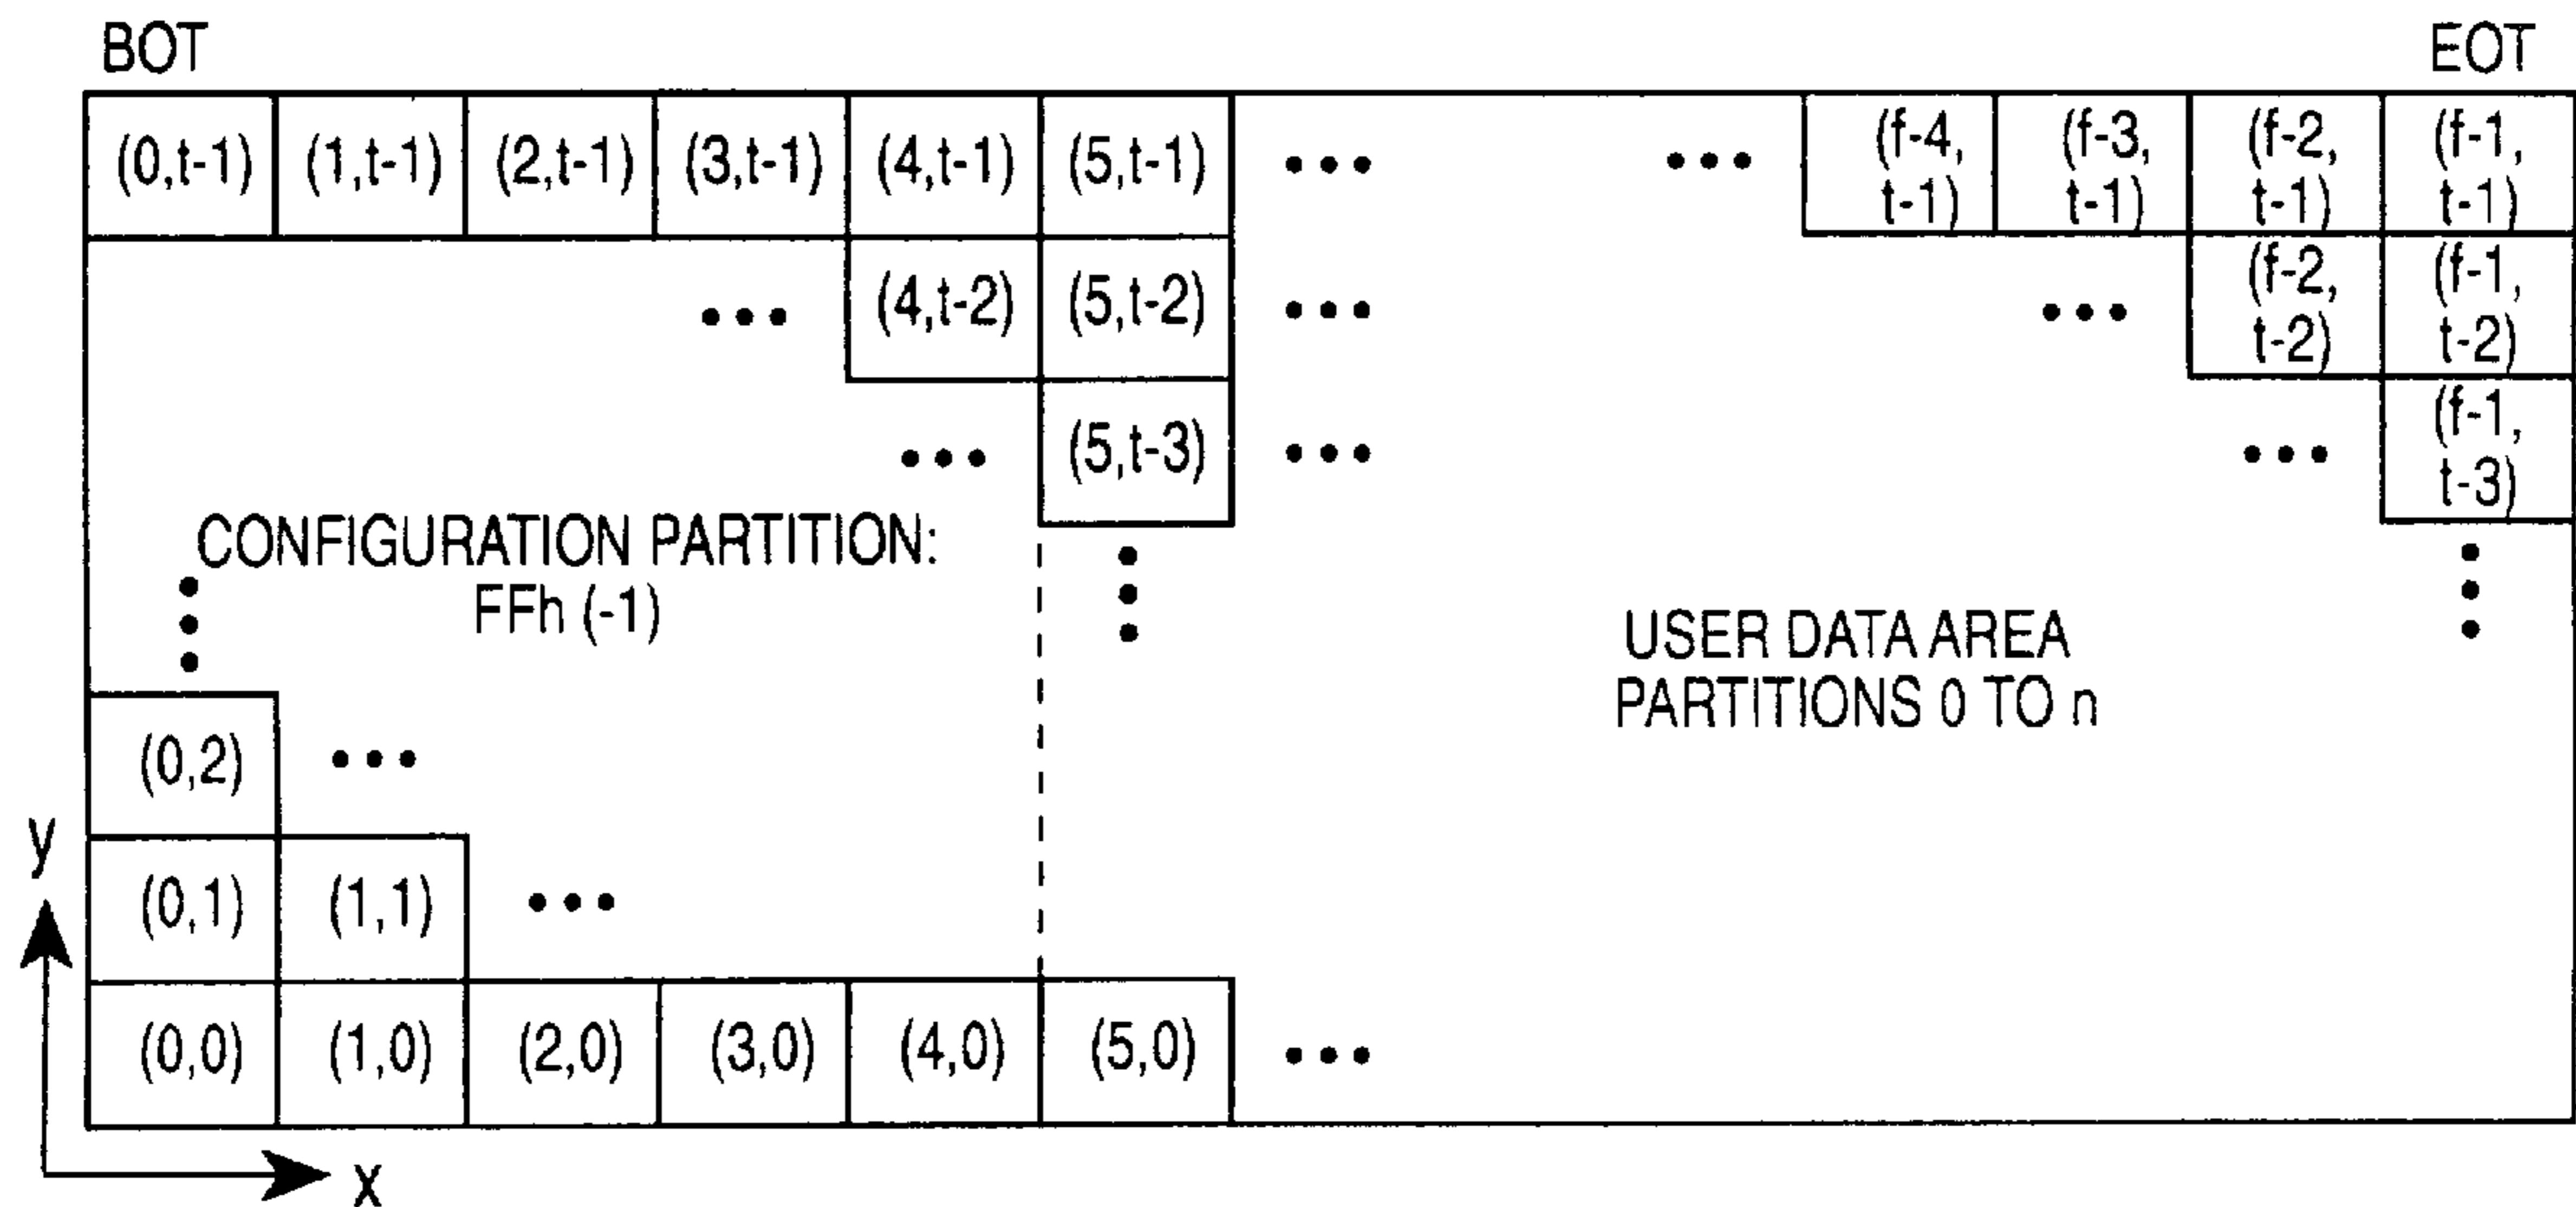 BOT EOT
(0,t-1) (1,t-1) (2,t-1) (3,t-1) (4,t-1) (5,t-1) ••• ••• (f-4, t-1) (f-3, t-1) (f-2, t-1) (f-1, t-1)
••• (4,t-2) (5,t-2) ••• ••• (f-2, t-2) (f-1, t-2)
••• (5,t-3) ••• ••• (f-1, t-3)
CONFIGURATION PARTITION:
FFh (-1)
USER DATA AREA
PARTITIONS 0 TO n
(0,2) •••
y
(0,1) (1,1) •••
(0,0) (1,0) (2,0) (3,0) (4,0) (5,0) •••
x